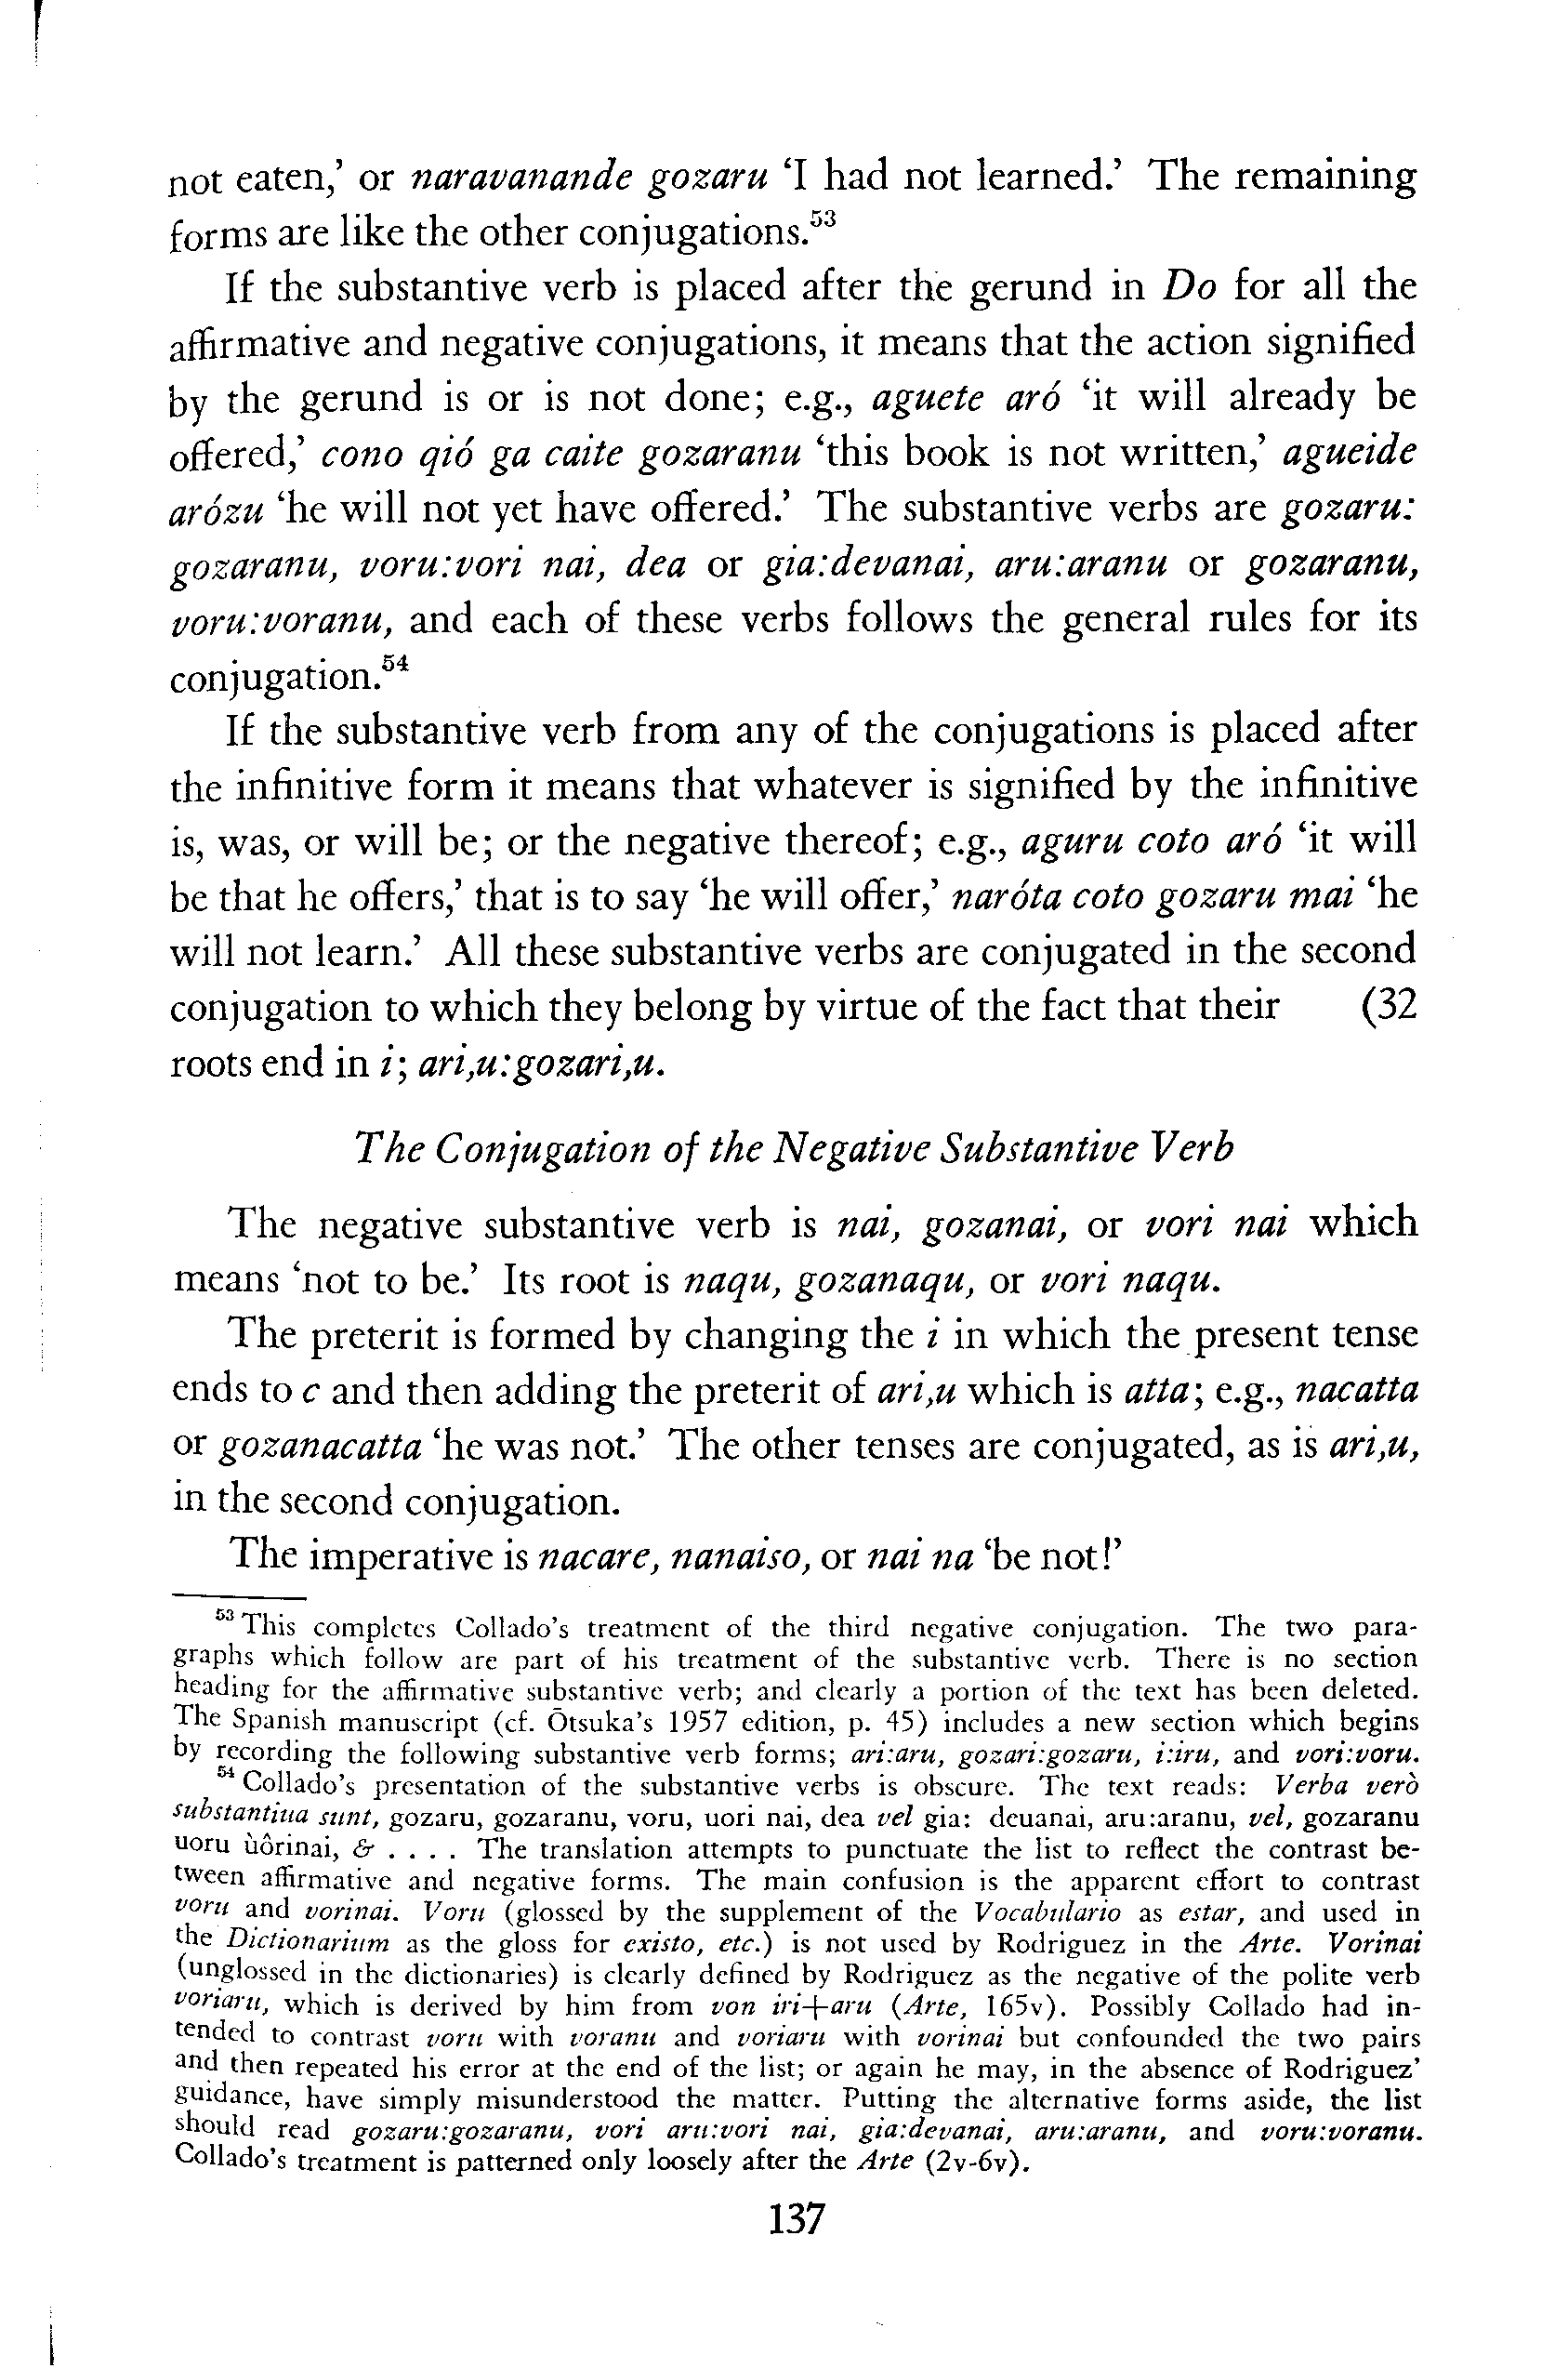 not eaten,’ or naravanande gozaru ‘I had not learned.’ The remaining
forms are like the other conjugations.⁵³
If the substantive verb is placed after the gerund in Do for all the
affirmative and negative conjugations, it means that the action signified
by the gerund is or is not done; e.g., aguete aró ‘it will already be
offered,’ cono qió ga caite gozaranu ‘this book is not written,’ agueide
arózu ‘he will not yet have offered.’ The substantive verbs are gozaru:
gozaranu, voru:vori nai, dea or gia:devanai, aru:aranu or gozaranu,
voru:voranu, and each of these verbs follows the general rules for its
conjugation.⁵⁴
If the substantive verb from any of the conjugations is placed after
the infinitive form it means that whatever is signified by the infinitive
is, was, or will be; or the negative thereof; e.g., aguru coto aró ‘it will
be that he offers,’ that is to say ‘he will offer,’ naróta coto gozaru mai ‘he
will not learn.’ All these substantive verbs are conjugated in the second
conjugation to which they belong by virtue of the fact that their (32
roots end in i; ari,u:gozari,u.
The Conjugation of the Negative Substantive Verb
The negative substantive verb is nai, gozanai, or vori nai which
means ‘not to be.’ Its root is naqu, gozanaqu, or vori naqu.
The preterit is formed by changing the i in which the present tense
ends to c and then adding the preterit of ari,u which is atta; e.g., nacatta
or gozanacatta ‘he was not.’ The other tenses are conjugated, as is ari,u,
in the second conjugation.
The imperative is nacare, nanaiso, or nai na ‘be not!’
⁵³ This completes Collado’s treatment of the third negative conjugation. The two para-
graphs which follow are part of his treatment of the substantive verb. There is no section
heading for the affirmative substantive verb; and clearly a portion of the text has been deleted.
The Spanish manuscript (cf. Ōtsuka’s 1957 edition, p. 45) includes a new section which begins
by recording the following substantive verb forms; ari:aru, gozari:gozaru, i:iru, and vori:voru.
⁵⁴ Collado’s presentation of the substantive verbs is obscure. The text reads: Verba verò
substantiua sunt, gozaru, gozaranu, voru, uori nai, dea vel gia: deuanai, aru:aranu, vel, gozaranu
uoru ùôrinai, & . . . . The translation attempts to punctuate the list to reflect the contrast be-
tween affirmative and negative forms. The main confusion is the apparent effort to contrast
voru and vorinai. Voru (glossed by the supplement of the Vocabulario as estar, and used in
the Dictionarium as the gloss for existo, etc.) is not used by Rodriguez in the Arte. Vorinai
(unglossed in the dictionaries) is clearly defined by Rodriguez as the negative of the polite verb
voriaru, which is derived by him from von iri+aru (Arte, 165v). Possibly Collado had in-
tended to contrast voru with voranu and voriaru with vorinai but confounded the two pairs
and then repeated his error at the end of the list; or again he may, in the absence of Rodriguez’
guidance, have simply misunderstood the matter. Putting the alternative forms aside, the list
should read gozaru:gozaranu, vori aru:vori nai, gia:devanai, aru:aranu, and voru:voranu.
Collado’s treatment is patterned only loosely after the Arte (2v-6v).
137